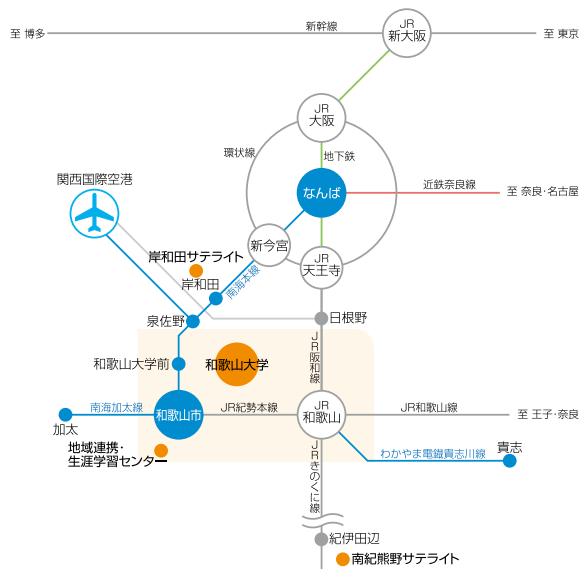 JR
新大阪
新幹線
至 博多
至 東京
JR
大阪
環状線
地下鉄
なんば
近鉄奈良線
至 奈良・名古屋
関西国際空港
新今宮
岸和田サテライト
JR
天王寺
岸和田
南海本線
泉佐野
日根野
JR阪和線
和歌山大学前
和歌山大学
南海加太線
和歌山市
JR紀勢本線
JR
和歌山
JR和歌山線
至 王子・奈良
加太
地域連携・
生涯学習センター
わかやま電鐵貴志川線
貴志
JRきのくに線
紀伊田辺
南紀熊野サテライト